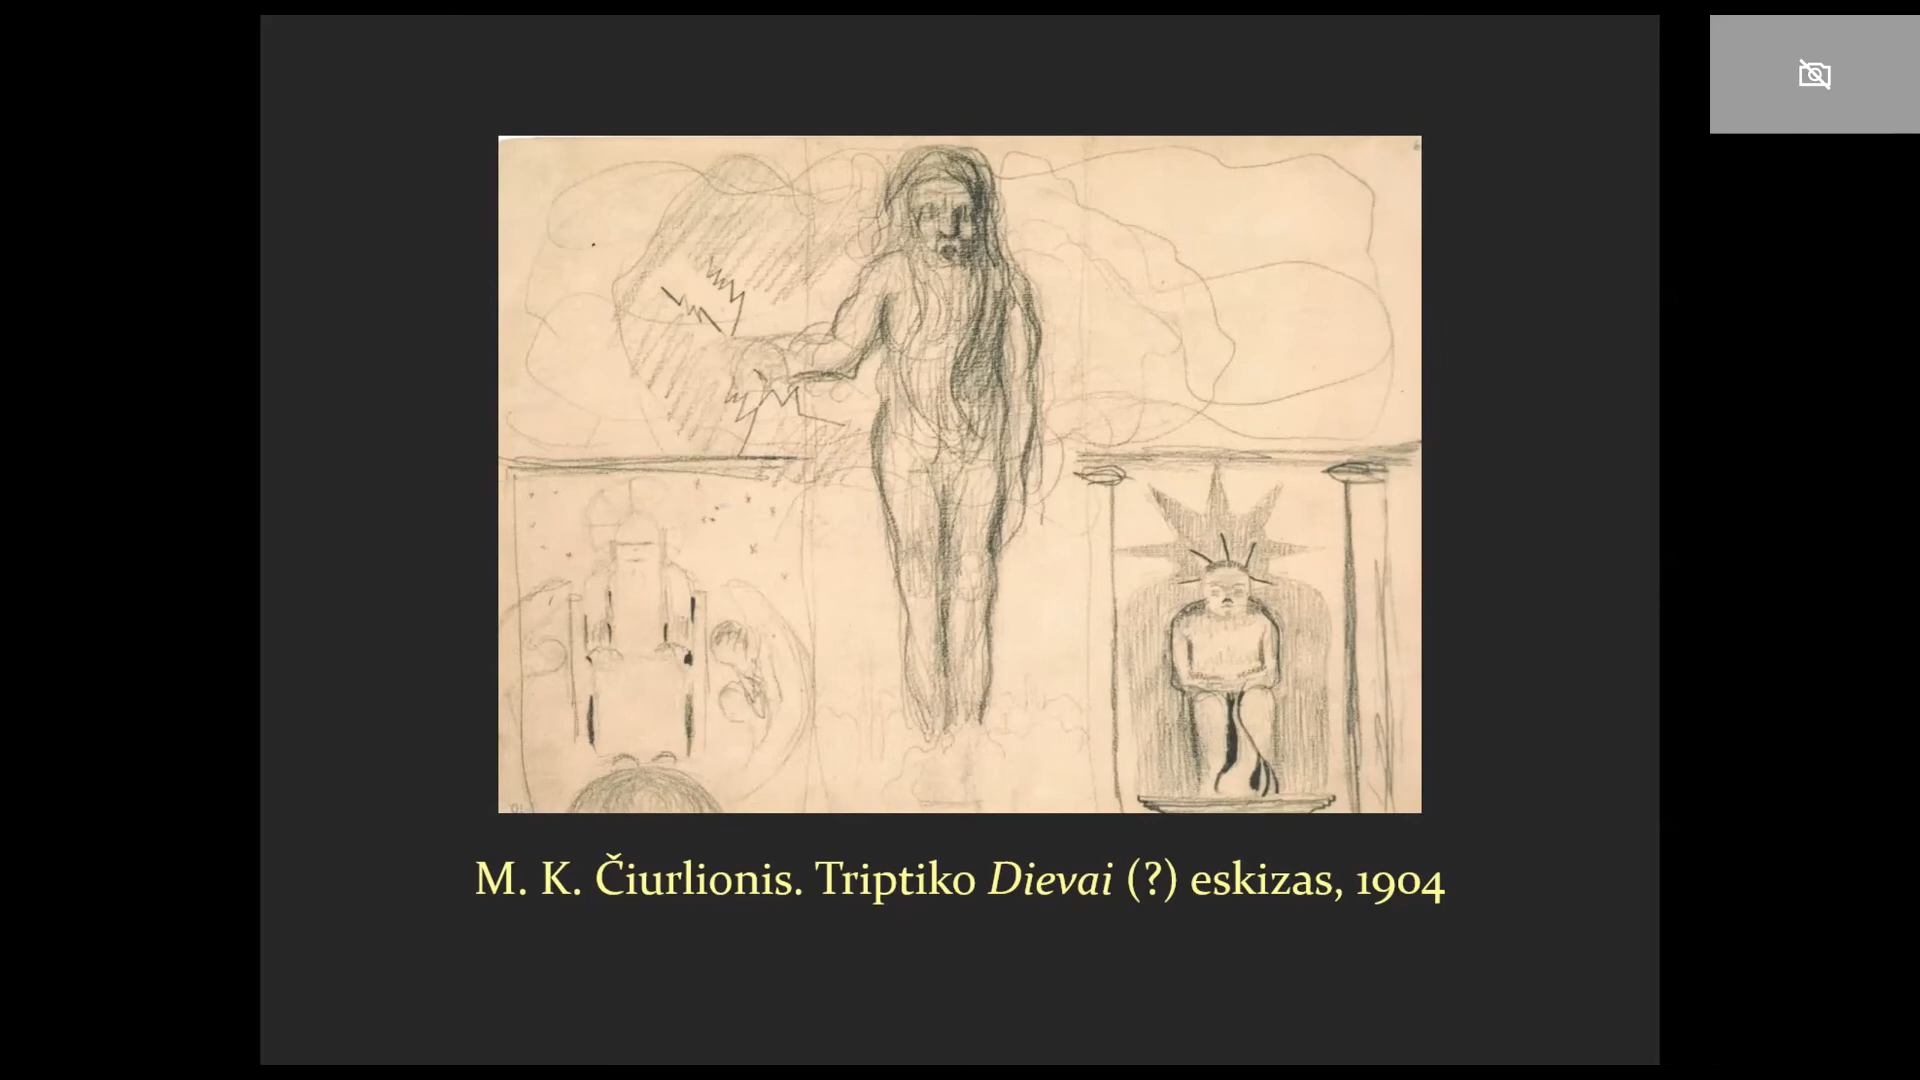 M. K. Čiurlionis. Triptiko Dievai (?) eskizas, 1904